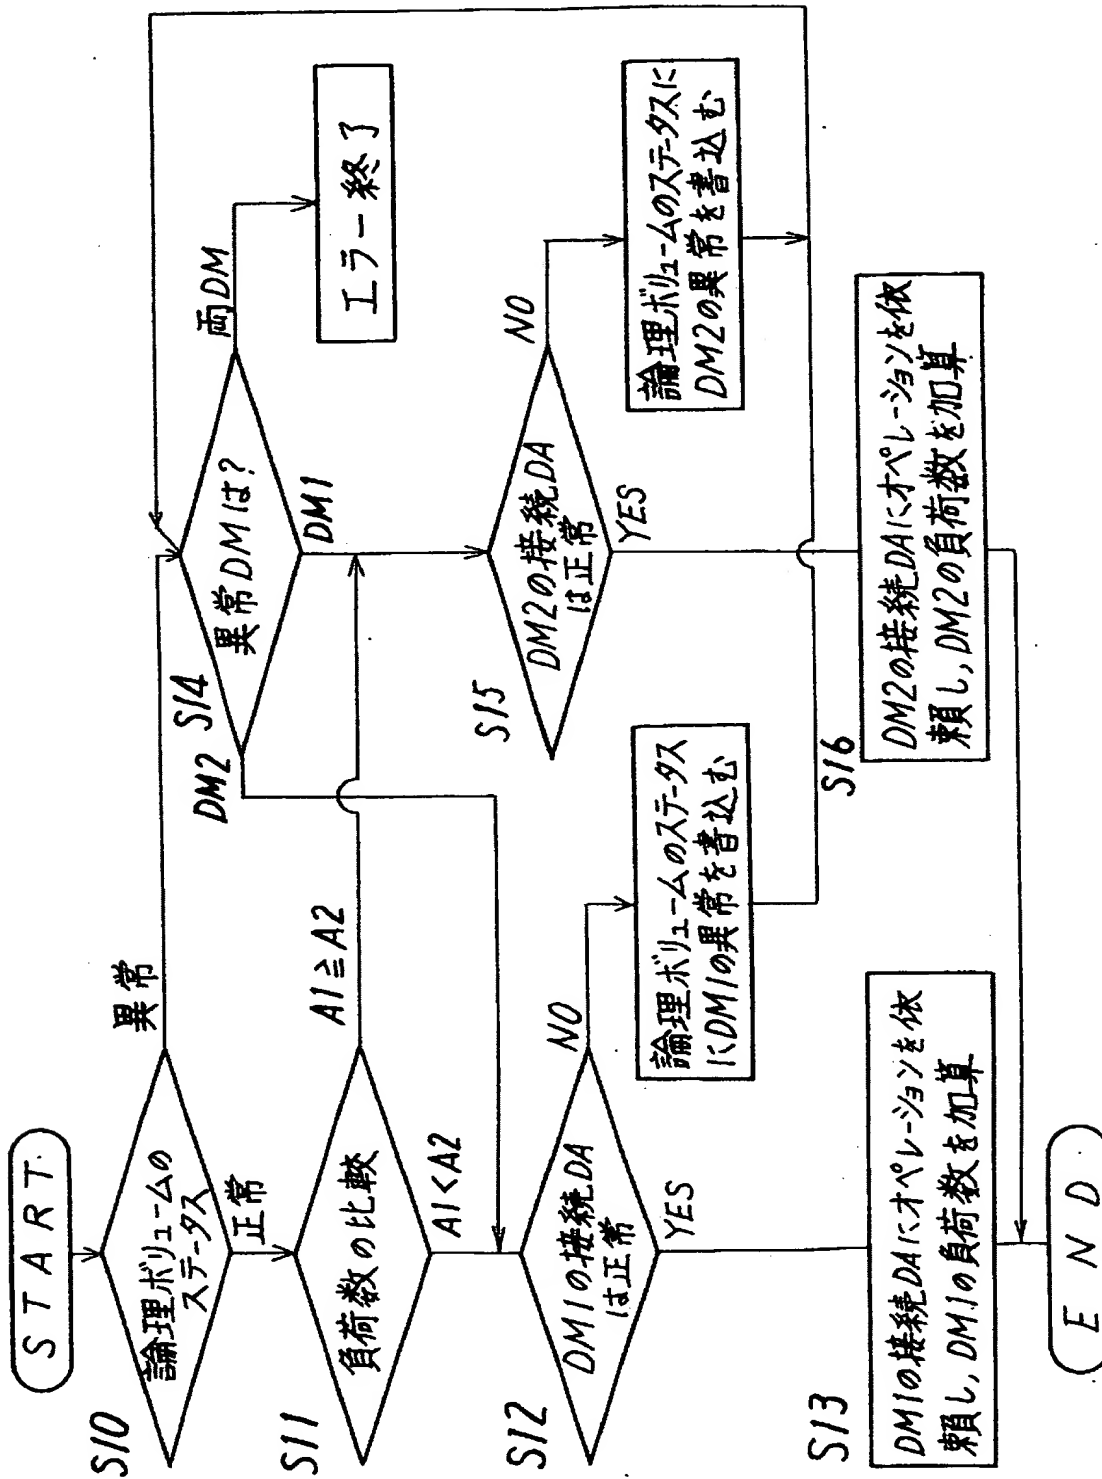 START
S10
論理ボリュームの
ステータス
異常
正常
S11
負荷数の比較
A1≧A2
A1<A2
S12
DM1の接続DA
は正常
NO
YES
論理ボリュームのステータス
にDM1の異常を書込む
S13
DM1の接続DAにオペレーションを依
頼し,DM1の負荷数を加算
END
S14
異常DMは?
両DM
DM2
DM1
エラー終了
S15
DM2の接続DA
は正常
NO
YES
論理ボリュームのステータスに
DM2の異常を書込む
S16
DM2の接続DAにオペレーションを依
頼し,DM2の負荷数を加算